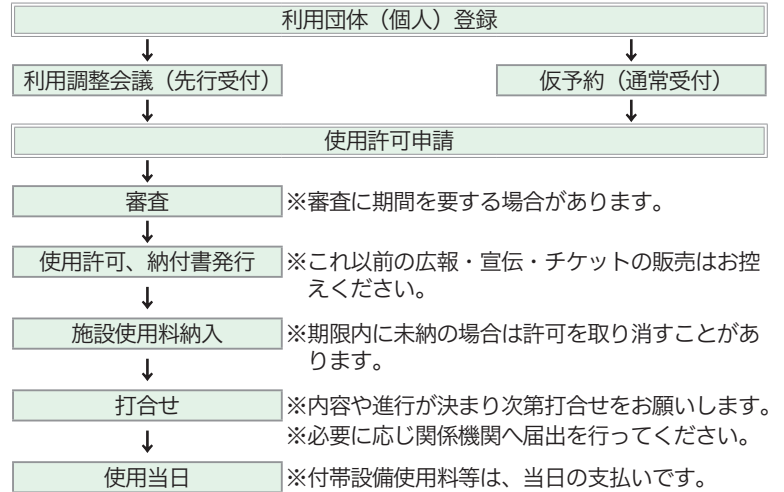 利用団体（個人）登録
↓ ↓
利用調整会議（先行受付） 仮予約（通常受付）
↓ ↓
使用許可申請
↓
審査 ※審査に期間を要する場合があります。
↓
使用許可、納付書発行 ※これ以前の広報・宣伝・チケットの販売はお控
えください。
↓
施設使用料納入 ※期限内に未納の場合は許可を取り消すことがあ
ります。
↓
打合せ ※内容や進行が決まり次第打合せをお願いします。
※必要に応じ関係機関へ届出を行ってください。
↓
使用当日 ※付帯設備使用料等は、当日の支払いです。